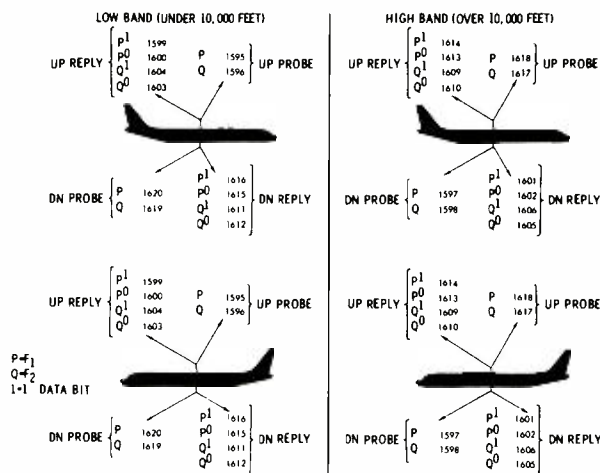 LOW BAND (UNDER 10,000 FEET)
UP REPLY
P¹ 1599
P⁰ 1600
Q¹ 1604
Q⁰ 1603
P 1595
Q 1596
UP PROBE
DN PROBE
P 1620
Q 1619
P¹ 1616
P⁰ 1615
Q¹ 1611
Q⁰ 1612
DN REPLY
HIGH BAND (OVER 10,000 FEET)
UP REPLY
P¹ 1614
P⁰ 1613
Q¹ 1609
Q⁰ 1610
P 1618
Q 1617
UP PROBE
DN PROBE
P 1597
Q 1598
P¹ 1601
P⁰ 1602
Q¹ 1606
Q⁰ 1605
DN REPLY
UP REPLY
P¹ 1599
P⁰ 1600
Q¹ 1604
Q⁰ 1603
P 1595
Q 1596
UP PROBE
P=F₁
Q=F₂
1=1 DATA BIT
DN PROBE
P 1620
Q 1619
P¹ 1616
P⁰ 1615
Q¹ 1611
Q⁰ 1612
DN REPLY
UP REPLY
P¹ 1614
P⁰ 1613
Q¹ 1609
Q⁰ 1610
P 1618
Q 1617
UP PROBE
DN PROBE
P 1597
Q 1598
P¹ 1601
P⁰ 1602
Q¹ 1606
Q⁰ 1605
DN REPLY